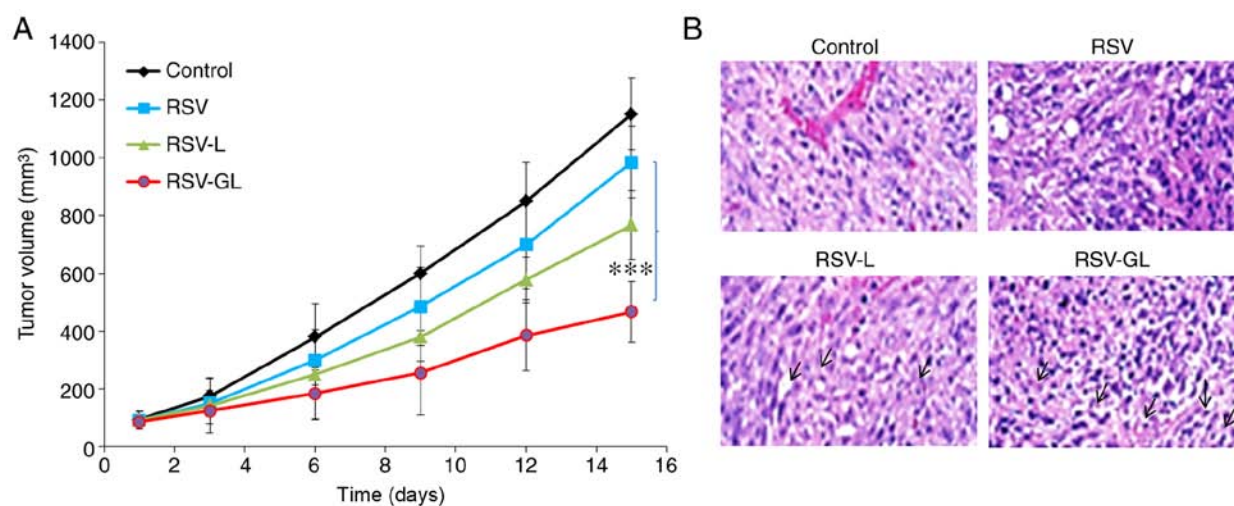 A
Tumor volume (mm³)
1400
1200
1000
800
600
400
200
0
Control
RSV
RSV-L
RSV-GL
***
0 2 4 6 8 10 12 14 16
Time (days)
B
Control RSV
RSV-L RSV-GL